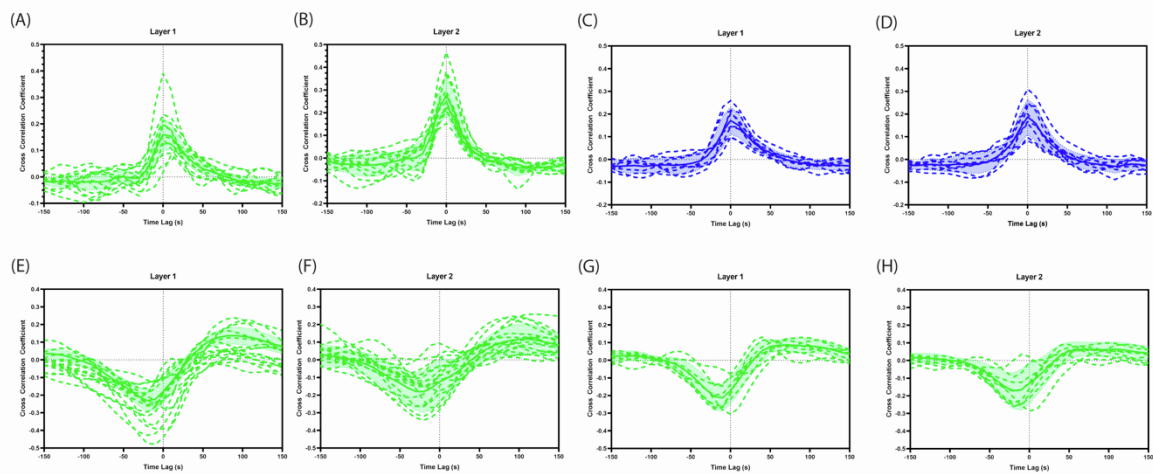 (A)
Layer 1
Cross Correlation Coefficient
0.5
0.4
0.3
0.2
0.1
0.0
-0.1
-150 -100 -50 0 50 100 150
Time Lag (s)
(B)
Layer 2
Cross Correlation Coefficient
0.5
0.4
0.3
0.2
0.1
0.0
-0.1
-0.2
-150 -100 -50 0 50 100 150
Time Lag (s)
(C)
Layer 1
Cross Correlation Coefficient
0.5
0.4
0.3
0.2
0.1
0.0
-0.1
-0.2
-150 -100 -50 0 50 100 150
Time Lag (s)
(D)
Layer 2
Cross Correlation Coefficient
0.5
0.4
0.3
0.2
0.1
0.0
-0.1
-0.2
-150 -100 -50 0 50 100 150
Time Lag (s)
(E)
Layer 1
Cross Correlation Coefficient
0.4
0.3
0.2
0.1
0.0
-0.1
-0.2
-0.3
-0.4
-0.5
-150 -100 -50 0 50 100 150
Time Lag (s)
(F)
Layer 2
Cross Correlation Coefficient
0.4
0.3
0.2
0.1
0.0
-0.1
-0.2
-0.3
-0.4
-0.5
-150 -100 -50 0 50 100 150
Time Lag (s)
(G)
Layer 1
Cross Correlation Coefficient
0.4
0.3
0.2
0.1
0.0
-0.1
-0.2
-0.3
-0.4
-0.5
-150 -100 -50 0 50 100 150
Time Lag (s)
(H)
Layer 2
Cross Correlation Coefficient
0.4
0.3
0.2
0.1
0.0
-0.1
-0.2
-0.3
-0.4
-0.5
-150 -100 -50 0 50 100 150
Time Lag (s)